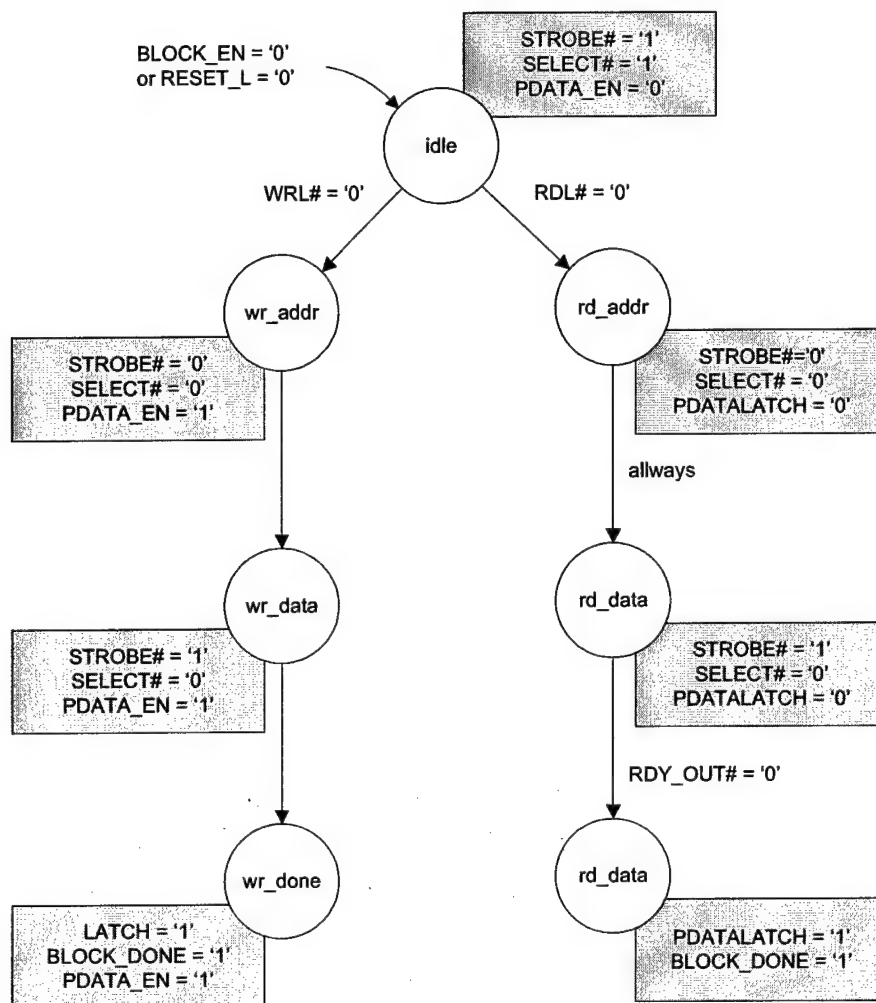 BLOCK_EN = ‘0’
or RESET_L = ‘0’
STROBE# = ‘1’
SELECT# = ‘1’
PDATA_EN = ‘0’
idle
WRL# = ‘0’
RDL# = ‘0’
wr_addr
rd_addr
STROBE# = ‘0’
SELECT# = ‘0’
PDATA_EN = ‘1’
STROBE#=‘0’
SELECT# = ‘0’
PDATALATCH = ‘0’
allways
wr_data
rd_data
STROBE# = ‘1’
SELECT# = ‘0’
PDATA_EN = ‘1’
STROBE# = ‘1’
SELECT# = ‘0’
PDATALATCH = ‘0’
RDY_OUT# = ‘0’
wr_done
rd_data
LATCH = ‘1’
BLOCK_DONE = ‘1’
PDATA_EN = ‘1’
PDATALATCH = ‘1’
BLOCK_DONE = ‘1’